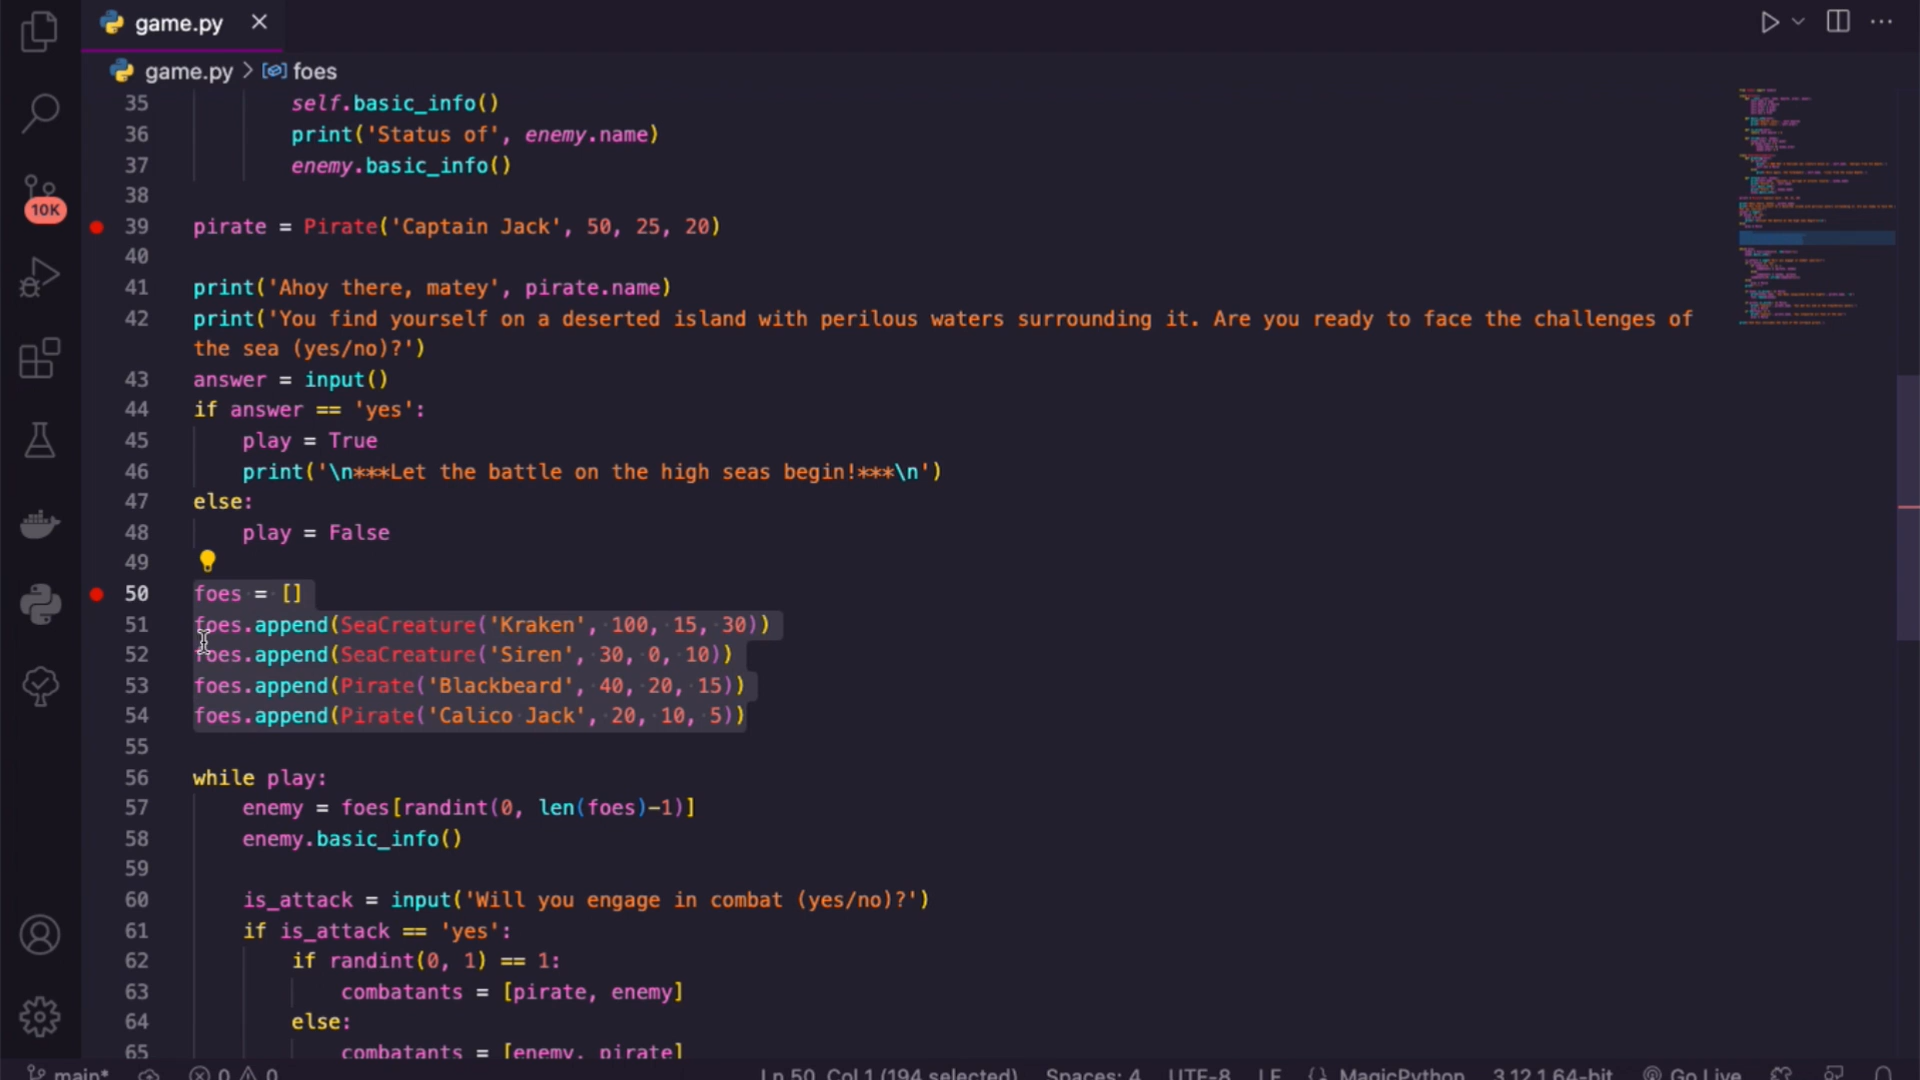 game.py
game.py > foes
10K
35 self.basic_info()
36 print('Status of', enemy.name)
37 enemy.basic_info()
38
39 pirate = Pirate('Captain Jack', 50, 25, 20)
40
41 print('Ahoy there, matey', pirate.name)
42 print('You find yourself on a deserted island with perilous waters surrounding it. Are you ready to face the challenges of
the sea (yes/no)?')
43 answer = input()
44 if answer == 'yes':
45 play = True
46 print('\n***Let the battle on the high seas begin!***\n')
47 else:
48 play = False
49
50 foes = []
51 foes.append(SeaCreature('Kraken', 100, 15, 30))
52 foes.append(SeaCreature('Siren', 30, 0, 10))
53 foes.append(Pirate('Blackbeard', 40, 20, 15))
54 foes.append(Pirate('Calico Jack', 20, 10, 5))
55
56 while play:
57 enemy = foes[randint(0, len(foes)-1)]
58 enemy.basic_info()
59
60 is_attack = input('Will you engage in combat (yes/no)?')
61 if is_attack == 'yes':
62 if randint(0, 1) == 1:
63 combatants = [pirate, enemy]
64 else:
65 combatants = [enemy, pirate]
main* 0 0 Ln 50, Col 1 (194 selected) Spaces: 4 UTF-8 LF {} MagicPython 3.12.1 64-bit Go Live